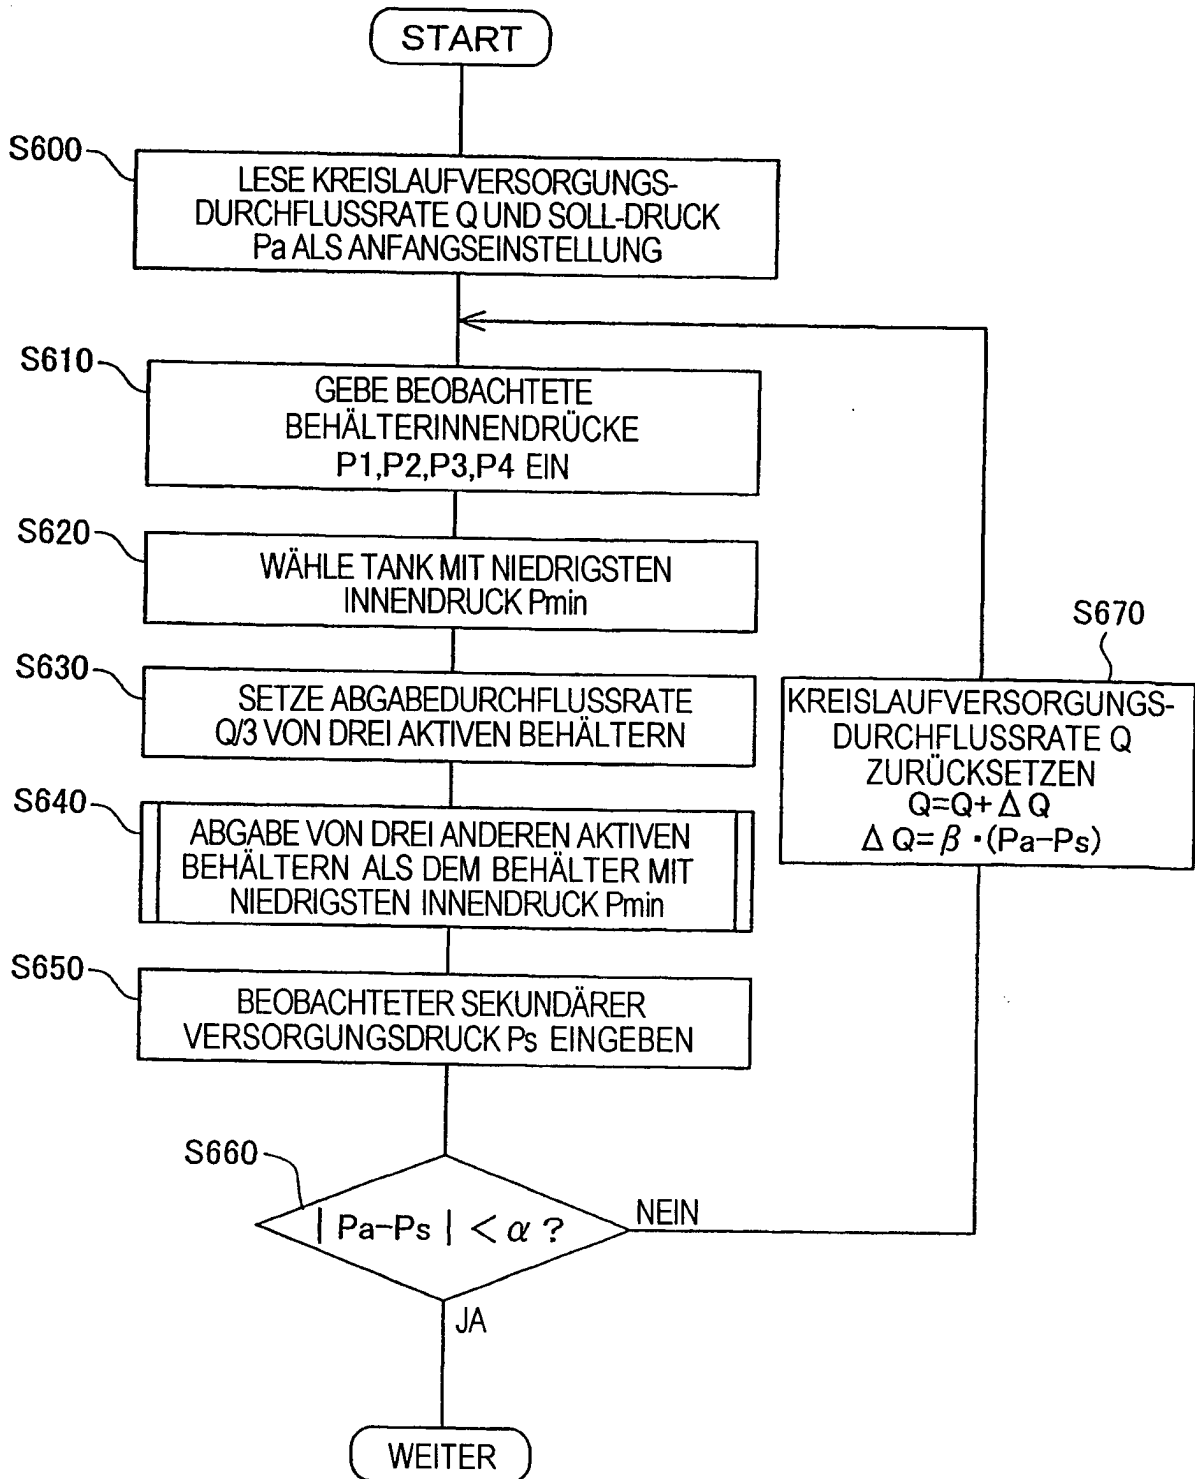 START
S600
LESE KREISLAUFVERSORGUNGS-
DURCHFLUSSRATE Q UND SOLL-DRUCK
Pa ALS ANFANGSEINSTELLUNG
S610
GEBE BEOBACHTETE
BEHÄLTERINNENDRÜCKE
P1,P2,P3,P4 EIN
S620
WÄHLE TANK MIT NIEDRIGSTEN
INNENDRUCK Pmin
S630
SETZE ABGABEDURCHFLUSSRATE
Q/3 VON DREI AKTIVEN BEHÄLTERN
S640
ABGABE VON DREI ANDEREN AKTIVEN
BEHÄLTERN ALS DEM BEHÄLTER MIT
NIEDRIGSTEN INNENDRUCK Pmin
S650
BEOBACHTETER SEKUNDÄRER
VERSORGUNGSDRUCK Ps EINGEBEN
S660
| Pa-Ps | < α ?
NEIN
JA
S670
KREISLAUFVERSORGUNGS-
DURCHFLUSSRATE Q
ZURÜCKSETZEN
Q=Q+ Δ Q
Δ Q=β ·(Pa-Ps)
WEITER